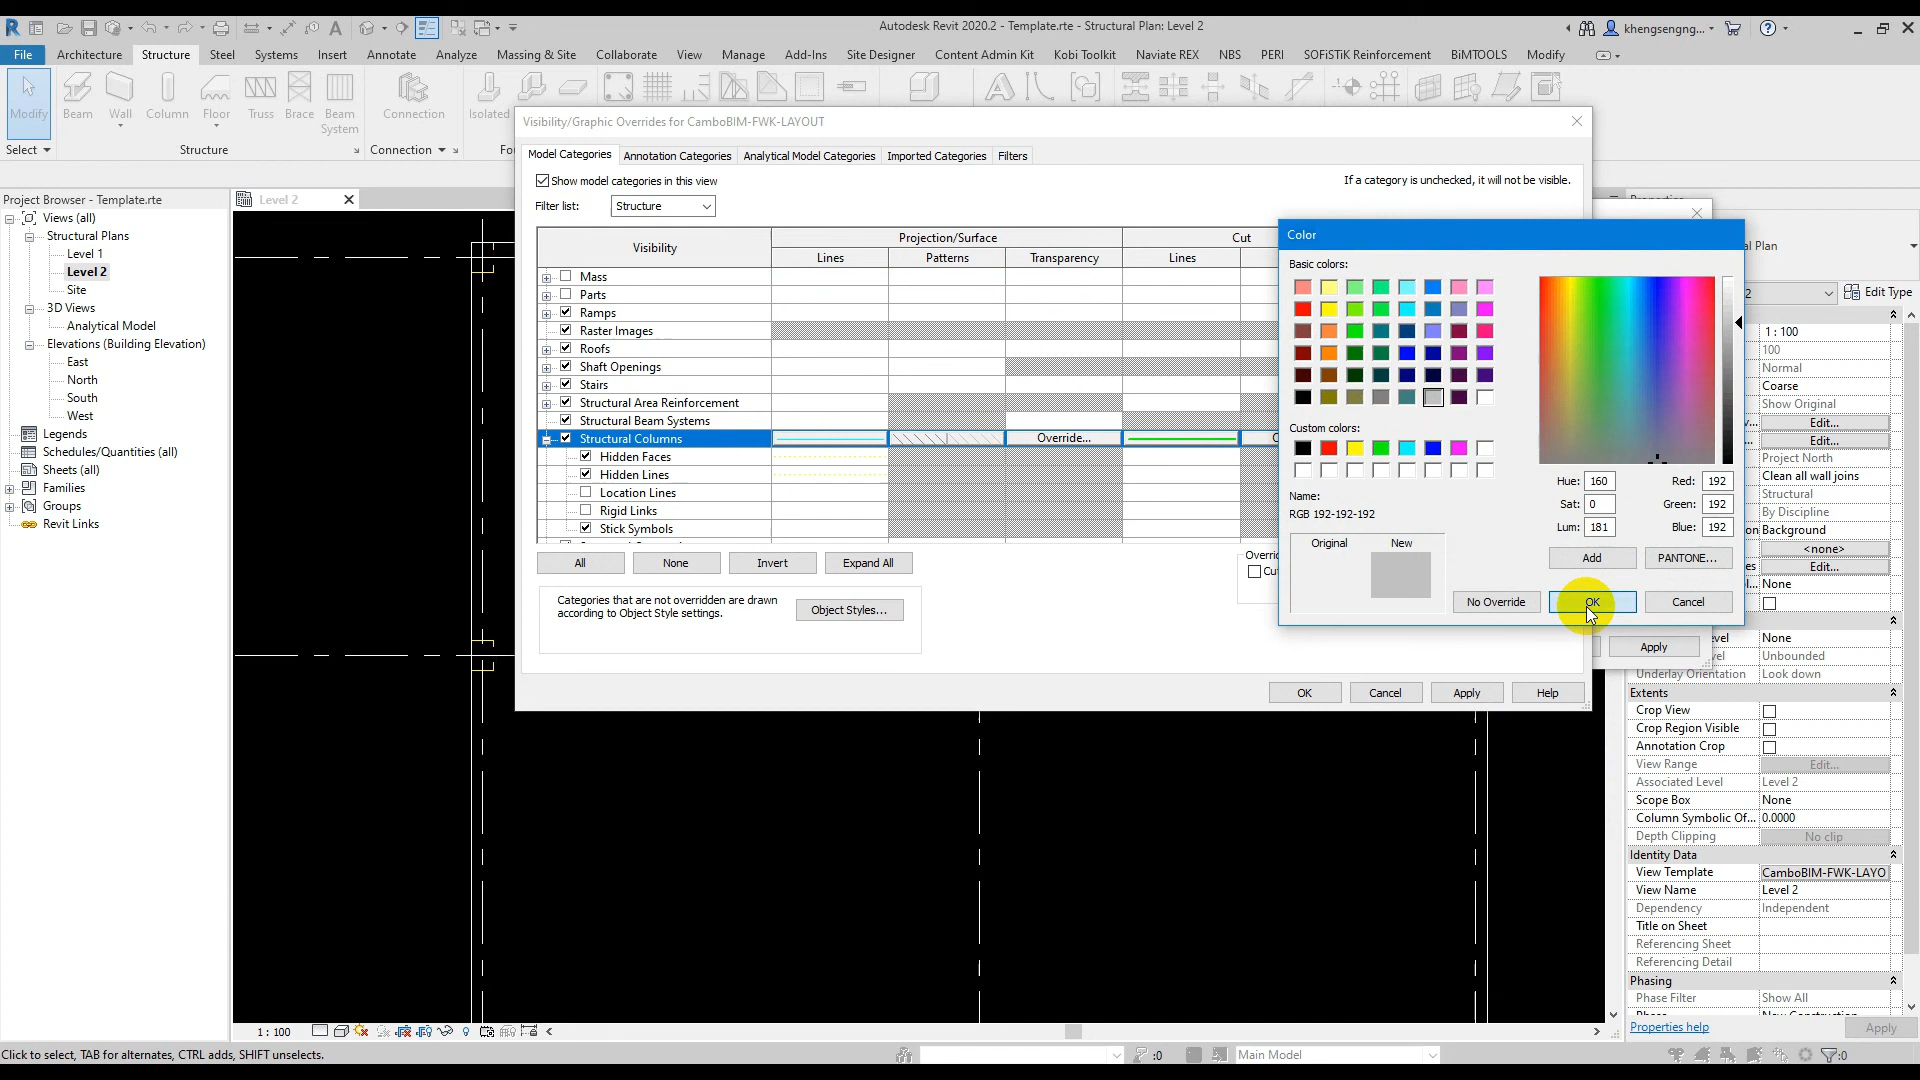 Autodesk Revit 2020.2 - Template.rte - Structural Plan: Level 2
khengsengng...
File Architecture Structure Steel Systems Insert Annotate Analyze Massing & Site Collaborate View Manage Add-Ins Site Designer Content Admin Kit Kobi Toolkit Naviate REX NBS PERI SOFiSTiK Reinforcement BiMTOOLS Modify
Modify Beam Wall Column Floor Truss Brace Beam System Connection Isolated
Select Structure Connection Fou
Project Browser - Template.rte
Views (all)
Structural Plans
Level 1
Level 2
Site
3D Views
Analytical Model
Elevations (Building Elevation)
East
North
South
West
Legends
Schedules/Quantities (all)
Sheets (all)
Families
Groups
Revit Links
Level 2
Visibility/Graphic Overrides for CamboBIM-FWK-LAYOUT
Model Categories Annotation Categories Analytical Model Categories Imported Categories Filters
Show model categories in this view
If a category is unchecked, it will not be visible.
Filter list: Structure
Visibility Projection/Surface Cut
Lines Patterns Transparency Lines
Mass
Parts
Ramps
Raster Images
Roofs
Shaft Openings
Stairs
Structural Area Reinforcement
Structural Beam Systems
Structural Columns Override...
Hidden Faces
Hidden Lines
Location Lines
Rigid Links
Stick Symbols
All None Invert Expand All
Overri
Cu
Categories that are not overridden are drawn
according to Object Style settings.
Object Styles...
OK Cancel Apply Help
Color
Basic colors:
Custom colors:
Name:
RGB 192-192-192
Original New
Hue: 160 Red: 192
Sat: 0 Green: 192
Lum: 181 Blue: 192
Add PANTONE...
No Override OK Cancel
Apply
Properties
al Plan
2 Edit Type
1 : 100
100
Normal
Coarse
Show Original
Edit...
Edit...
Project North
Clean all wall joins
Structural
By Discipline
Background
<none>
Edit...
None
evel None
vel Unbounded
Underlay Orientation Look down
Extents
Crop View
Crop Region Visible
Annotation Crop
View Range Edit...
Associated Level Level 2
Scope Box None
Column Symbolic Of... 0.0000
Depth Clipping No clip
Identity Data
View Template CamboBIM-FWK-LAYO
View Name Level 2
Dependency Independent
Title on Sheet
Referencing Sheet
Referencing Detail
Phasing
Phase Filter Show All
Properties help Apply
1 : 100
Click to select, TAB for alternates, CTRL adds, SHIFT unselects.
:0 Main Model :0